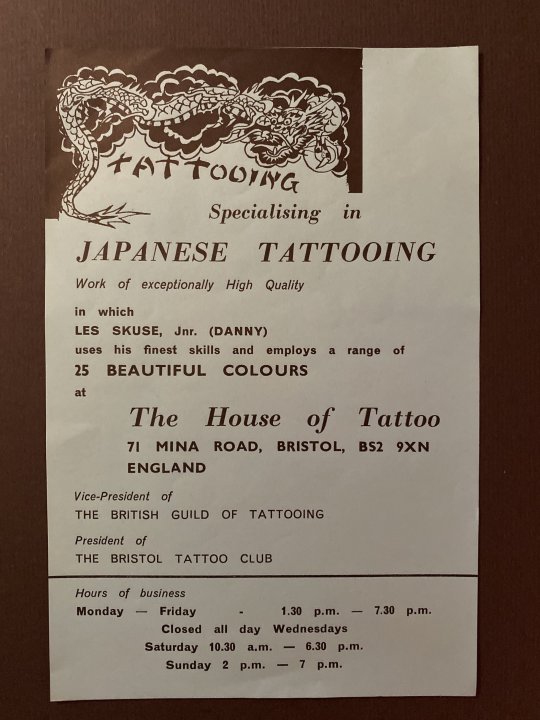 TATTOOING
Specialising in
JAPANESE TATTOOING
Work of exceptionally High Quality
in which
LES SKUSE, Jnr. (DANNY)
uses his finest skills and employs a range of
25 BEAUTIFUL COLOURS
at
The House of Tattoo
71 MINA ROAD, BRISTOL, BS2 9XN
ENGLAND
Vice-President of
THE BRITISH GUILD OF TATTOOING
President of
THE BRISTOL TATTOO CLUB
Hours of business
Monday — Friday - 1.30 p.m. — 7.30 p.m.
Closed all day Wednesdays
Saturday 10.30 a.m. — 6.30 p.m.
Sunday 2 p.m. — 7 p.m.